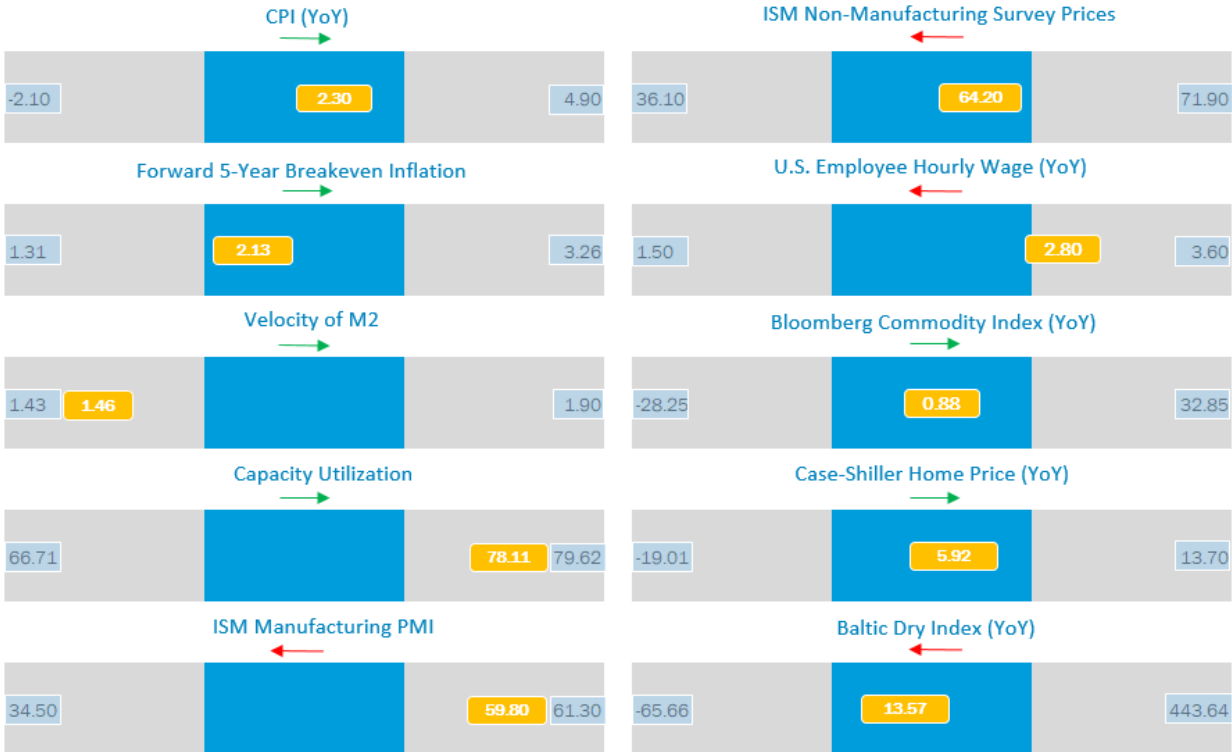 CPI (YoY)
-2.10 2.30 4.90
Forward 5-Year Breakeven Inflation
1.31 2.13 3.26
Velocity of M2
1.43 1.46 1.90
Capacity Utilization
66.71 78.11 79.62
ISM Manufacturing PMI
34.50 59.80 61.30
ISM Non-Manufacturing Survey Prices
36.10 64.20 71.90
U.S. Employee Hourly Wage (YoY)
1.50 2.80 3.60
Bloomberg Commodity Index (YoY)
-28.25 0.88 32.85
Case-Shiller Home Price (YoY)
-19.01 5.92 13.70
Baltic Dry Index (YoY)
-65.66 13.57 443.64